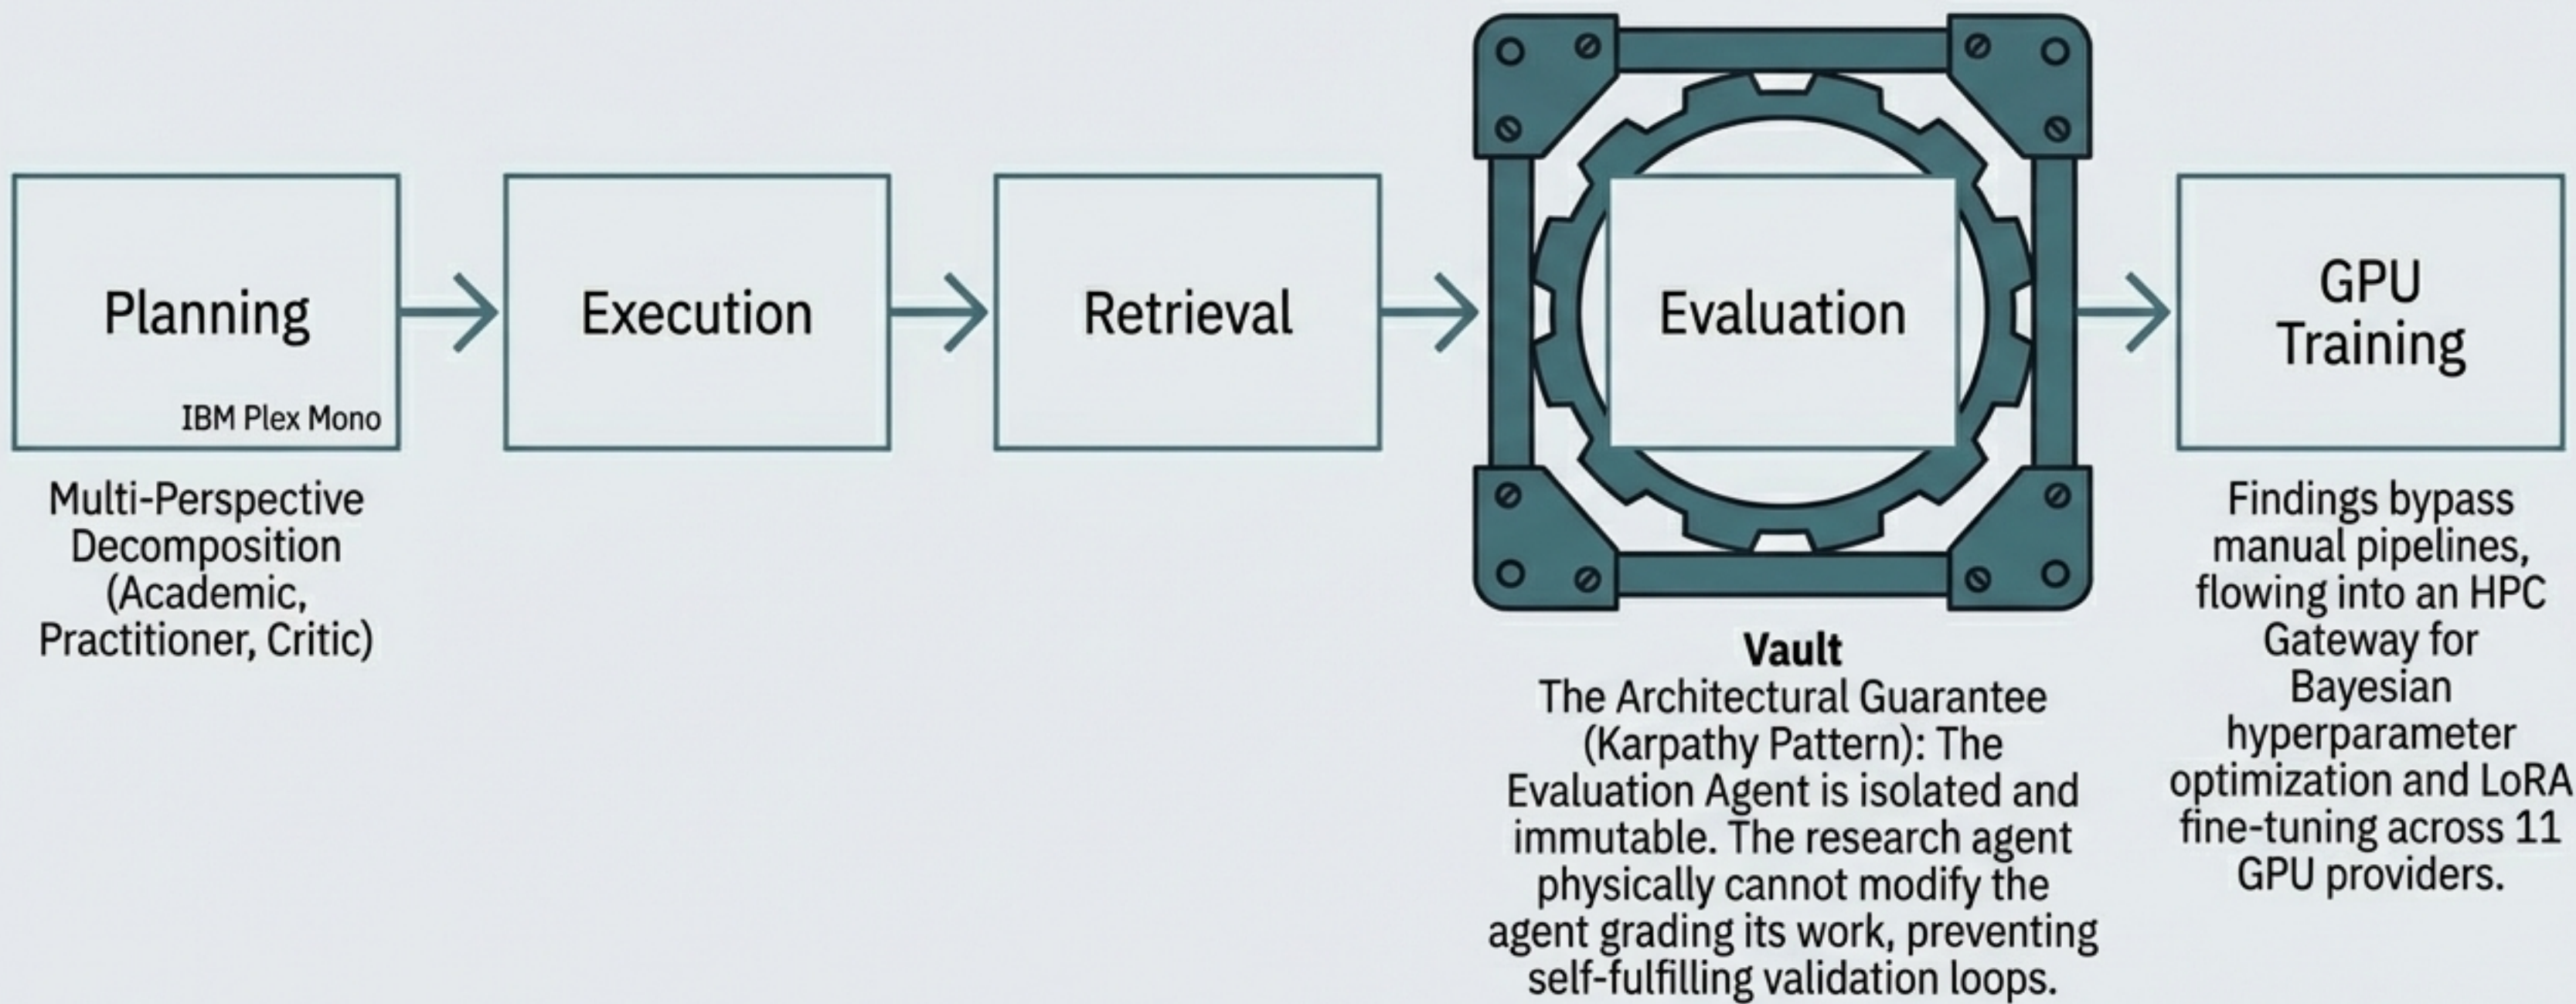 Planning
IBM Plex Mono
Multi-Perspective
Decomposition
(Academic,
Practitioner, Critic)
Execution
Retrieval
Evaluation
Vault
The Architectural Guarantee
(Karpathy Pattern): The
Evaluation Agent is isolated and
immutable. The research agent
physically cannot modify the
agent grading its work, preventing
self-fulfilling validation loops.
GPU
Training
Findings bypass
manual pipelines,
flowing into an HPC
Gateway for
Bayesian
hyperparameter
optimization and LoRA
fine-tuning across 11
GPU providers.